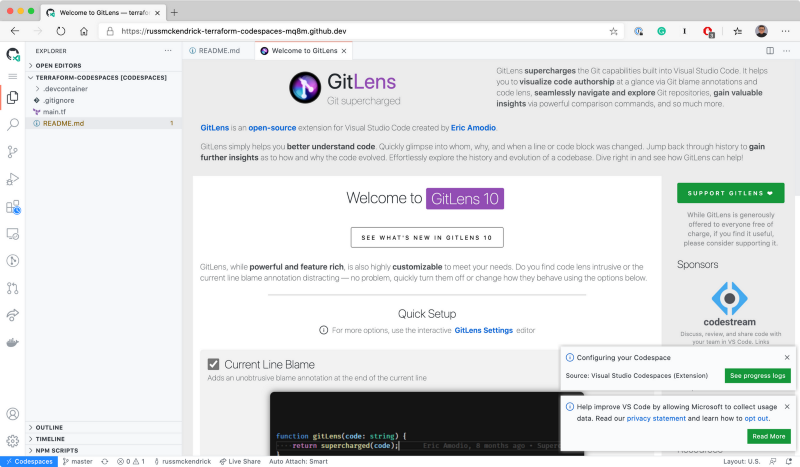 Welcome to GitLens — terraform
https://russmckendrick-terraform-codespaces-mq8m.github.dev
EXPLORER
OPEN EDITORS
TERRAFORM-CODESPACES [CODESPACES]
.devcontainer
.gitignore
main.tf
README.md 1
OUTLINE
TIMELINE
NPM SCRIPTS
README.md
Welcome to GitLens
GitLens
Git supercharged
GitLens supercharges the Git capabilities built into Visual Studio Code. It helps
you to visualize code authorship at a glance via Git blame annotations and
code lens, seamlessly navigate and explore Git repositories, gain valuable
insights via powerful comparison commands, and so much more.
GitLens is an open-source extension for Visual Studio Code created by Eric Amodio.
GitLens simply helps you better understand code. Quickly glimpse into whom, why, and when a line or code block was changed. Jump back through history to gain
further insights as to how and why the code evolved. Effortlessly explore the history and evolution of a codebase. Dive right in and see how GitLens can help!
Welcome to GitLens 10
SEE WHAT'S NEW IN GITLENS 10
GitLens, while powerful and feature rich, is also highly customizable to meet your needs. Do you find code lens intrusive or the
current line blame annotation distracting — no problem, quickly turn them off or change how they behave using the options below.
Quick Setup
For more options, use the interactive GitLens Settings editor
Current Line Blame
Adds an unobtrusive blame annotation at the end of the current line
function gitLens(code: string) {
return supercharged(code); Eric Amodio, 8 months ago • Supers
SUPPORT GITLENS ❤
While GitLens is generously
offered to everyone free of
charge, if you find it useful,
please consider supporting it.
Sponsors
codestream
Discuss, review, and share code with
your team in VS Code. Links
Configuring your Codespace
Source: Visual Studio Codespaces (Extension)
See progress logs
Help improve VS Code by allowing Microsoft to collect usage
data. Read our privacy statement and learn how to opt out.
Read More
Codespaces
master
0 1
russmckendrick
Live Share
Auto Attach: Smart
Layout: U.S.